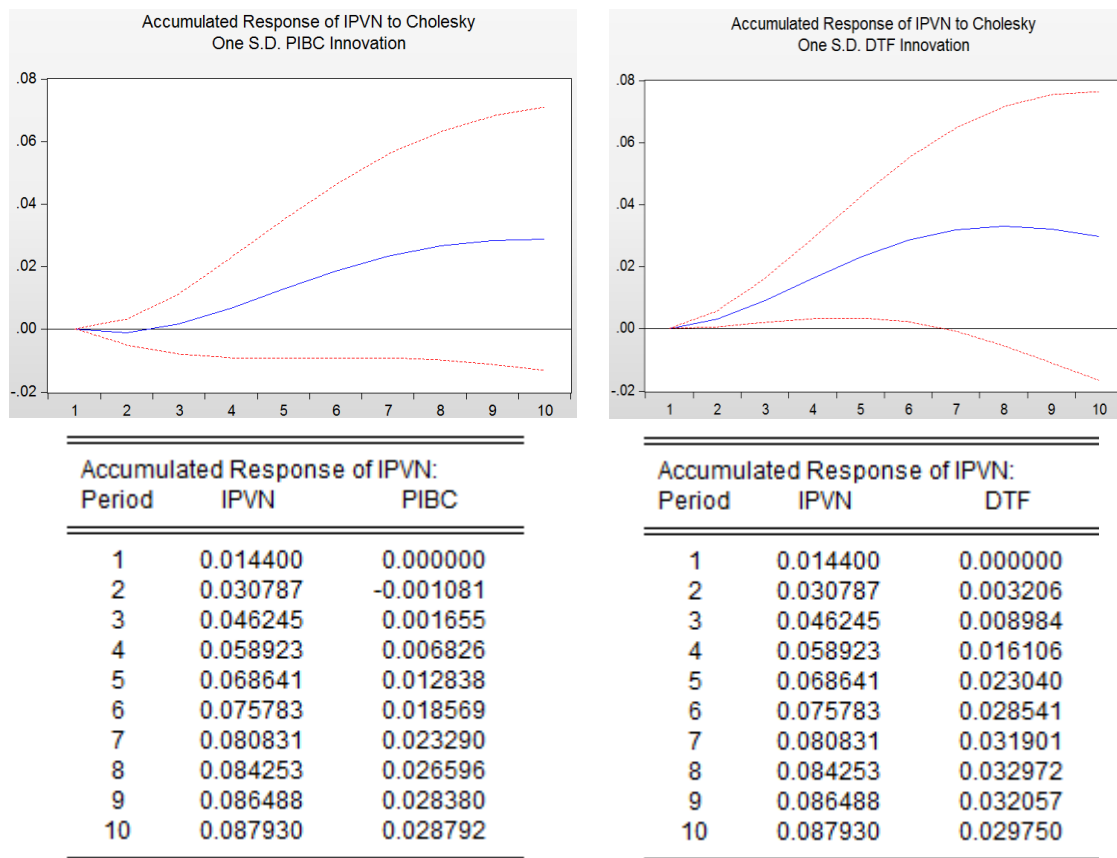 Accumulated Response of IPVN to Cholesky
One S.D. PIBC Innovation
.08
.06
.04
.02
.00
-.02
1 2 3 4 5 6 7 8 9 10
Accumulated Response of IPVN:
Period IPVN PIBC
1 0.014400 0.000000
2 0.030787 -0.001081
3 0.046245 0.001655
4 0.058923 0.006826
5 0.068641 0.012838
6 0.075783 0.018569
7 0.080831 0.023290
8 0.084253 0.026596
9 0.086488 0.028380
10 0.087930 0.028792
Accumulated Response of IPVN to Cholesky
One S.D. DTF Innovation
.08
.06
.04
.02
.00
-.02
1 2 3 4 5 6 7 8 9 10
Accumulated Response of IPVN:
Period IPVN DTF
1 0.014400 0.000000
2 0.030787 0.003206
3 0.046245 0.008984
4 0.058923 0.016106
5 0.068641 0.023040
6 0.075783 0.028541
7 0.080831 0.031901
8 0.084253 0.032972
9 0.086488 0.032057
10 0.087930 0.029750